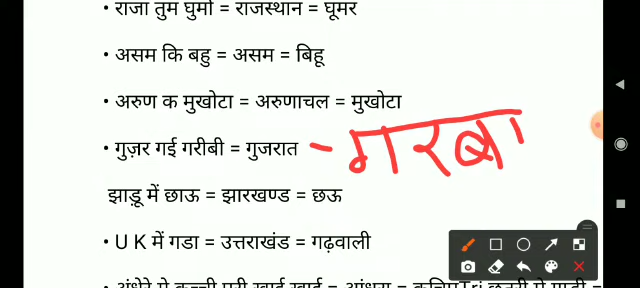 • राजा तुम घुमो = राजस्थान = घूमर
• असम कि बहु = असम = बिहू
• अरुण क मुखोटा = अरुणाचल = मुखोटा
• गुज़र गई गरीबी = गुजरात - गरबा
झाड़ू में छाऊ = झारखण्ड = छऊ
• U K में गडा = उत्तराखंड = गढ़वाली